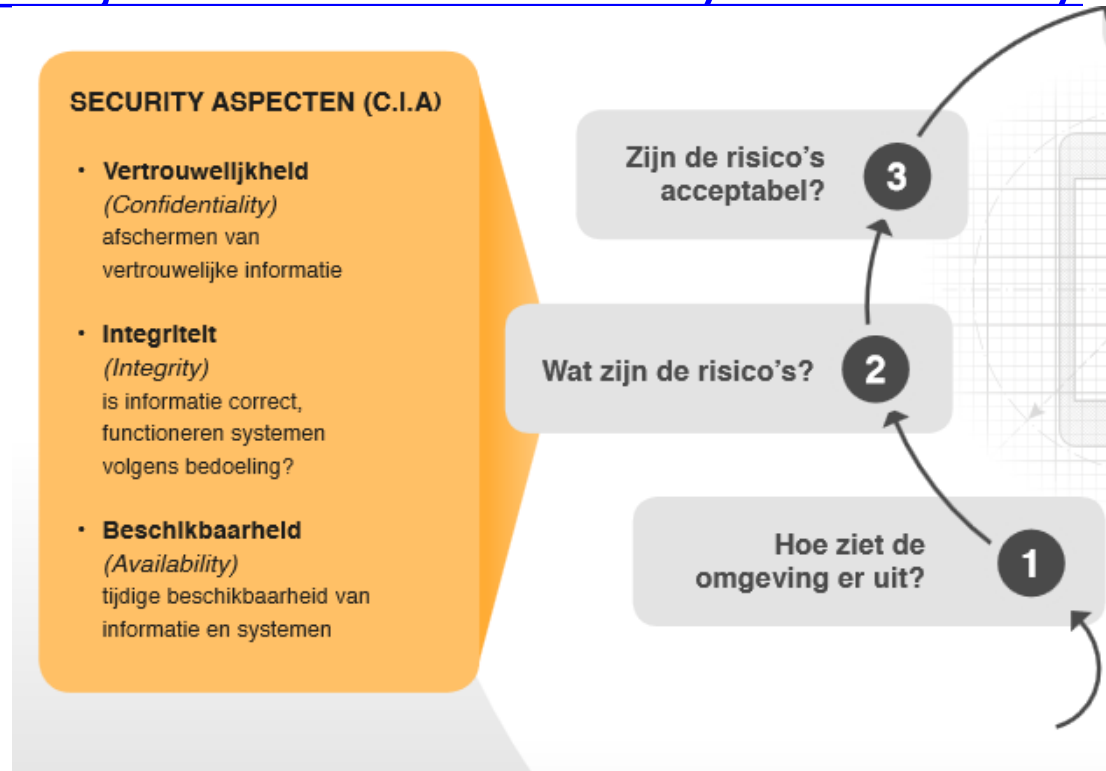 SECURITY ASPECTEN (C.I.A)
• Vertrouwelijkheid
(Confidentiality)
afschermen van
vertrouwelijke informatie
• Integriteit
(Integrity)
is informatie correct,
functioneren systemen
volgens bedoeling?
• Beschikbaarheid
(Availability)
tijdige beschikbaarheid van
informatie en systemen
Zijn de risico's
acceptabel?
3
Wat zijn de risico's?
2
Hoe ziet de
omgeving er uit?
1